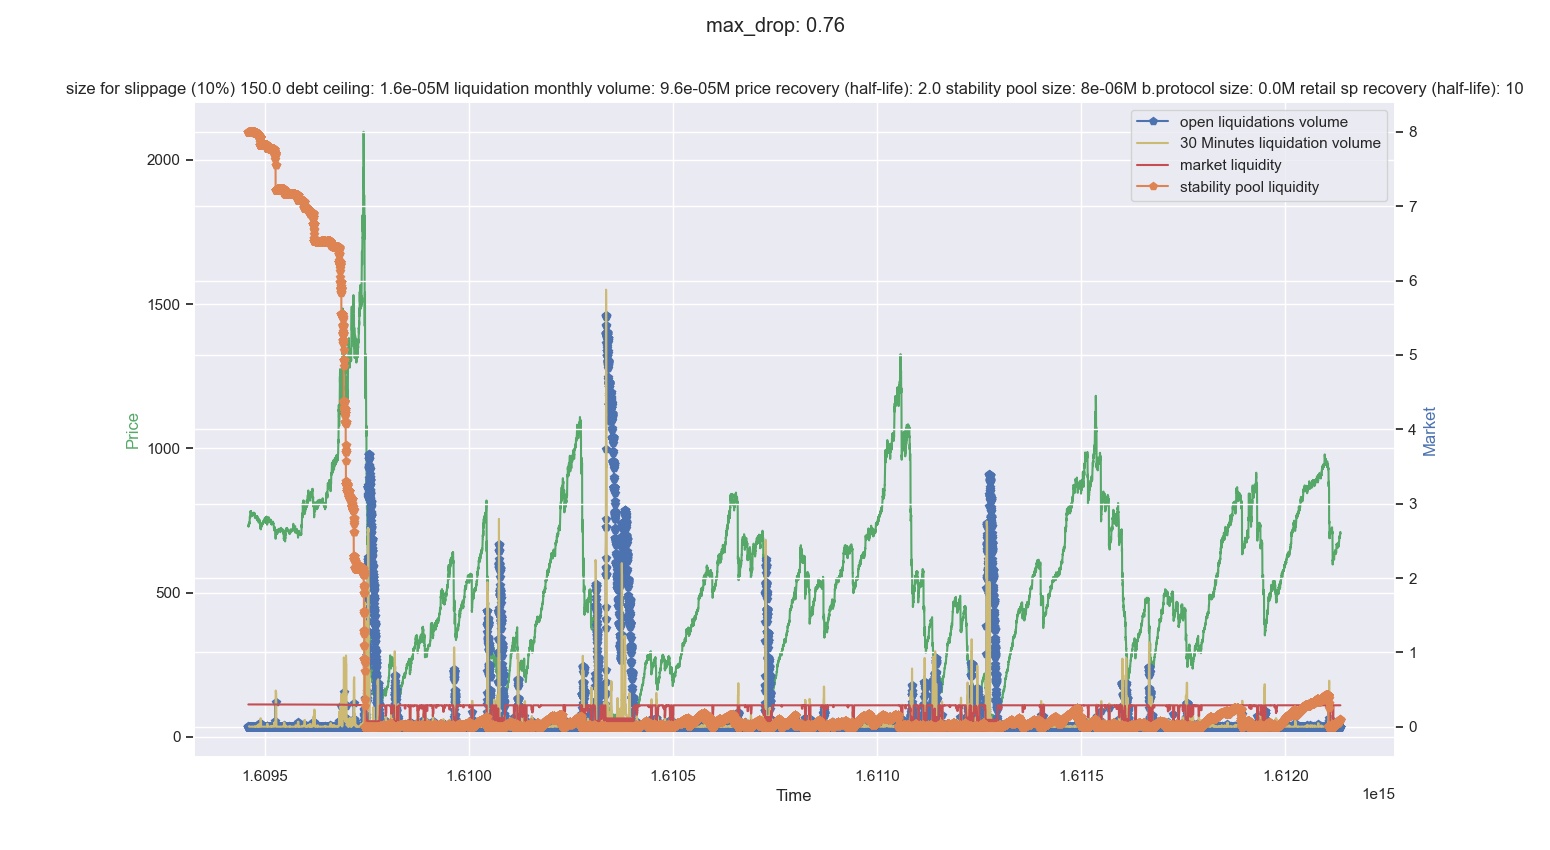 max_drop: 0.76
size for slippage (10%) 150.0 debt ceiling: 1.6e-05M liquidation monthly volume: 9.6e-05M price recovery (half-life): 2.0 stability pool size: 8e-06M b.protocol size: 0.0M retail sp recovery (half-life): 10
open liquidations volume
30 Minutes liquidation volume
market liquidity
stability pool liquidity
2000
1500
1000
500
0
Price
8
7
6
5
4
3
2
1
0
Market
1.6095 1.6100 1.6105 1.6110 1.6115 1.6120
Time
1e15